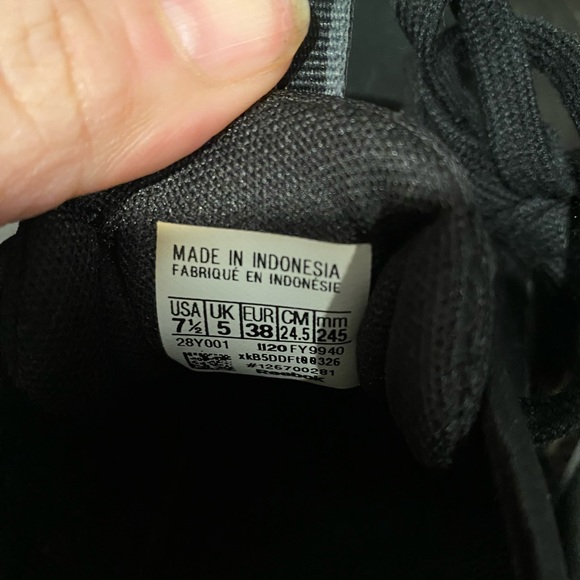 MADE IN INDONESIA
FABRIQUÉ EN INDONÉSIE
USA UK EUR CM mm
7½ 5 38 24.5 245
28Y001 1120 FY9940
xkB5DDFt00326
#126700281
Reebok